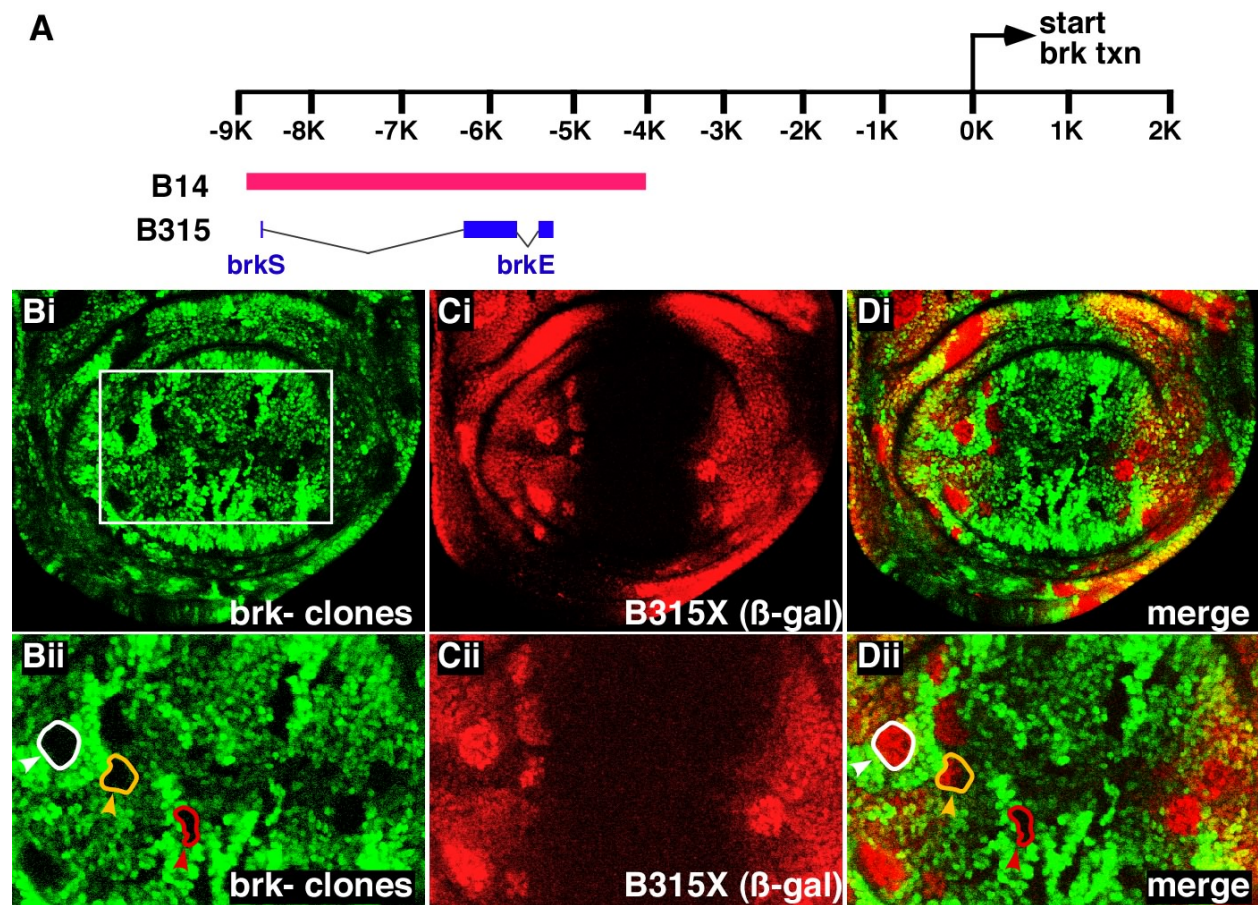 A
start
brk txn
-9K -8K -7K -6K -5K -4K -3K -2K -1K 0K 1K 2K
B14
B315
brkS brkE
Bi Ci Di
brk- clones B315X (ß-gal) merge
Bii Cii Dii
brk- clones B315X (ß-gal) merge